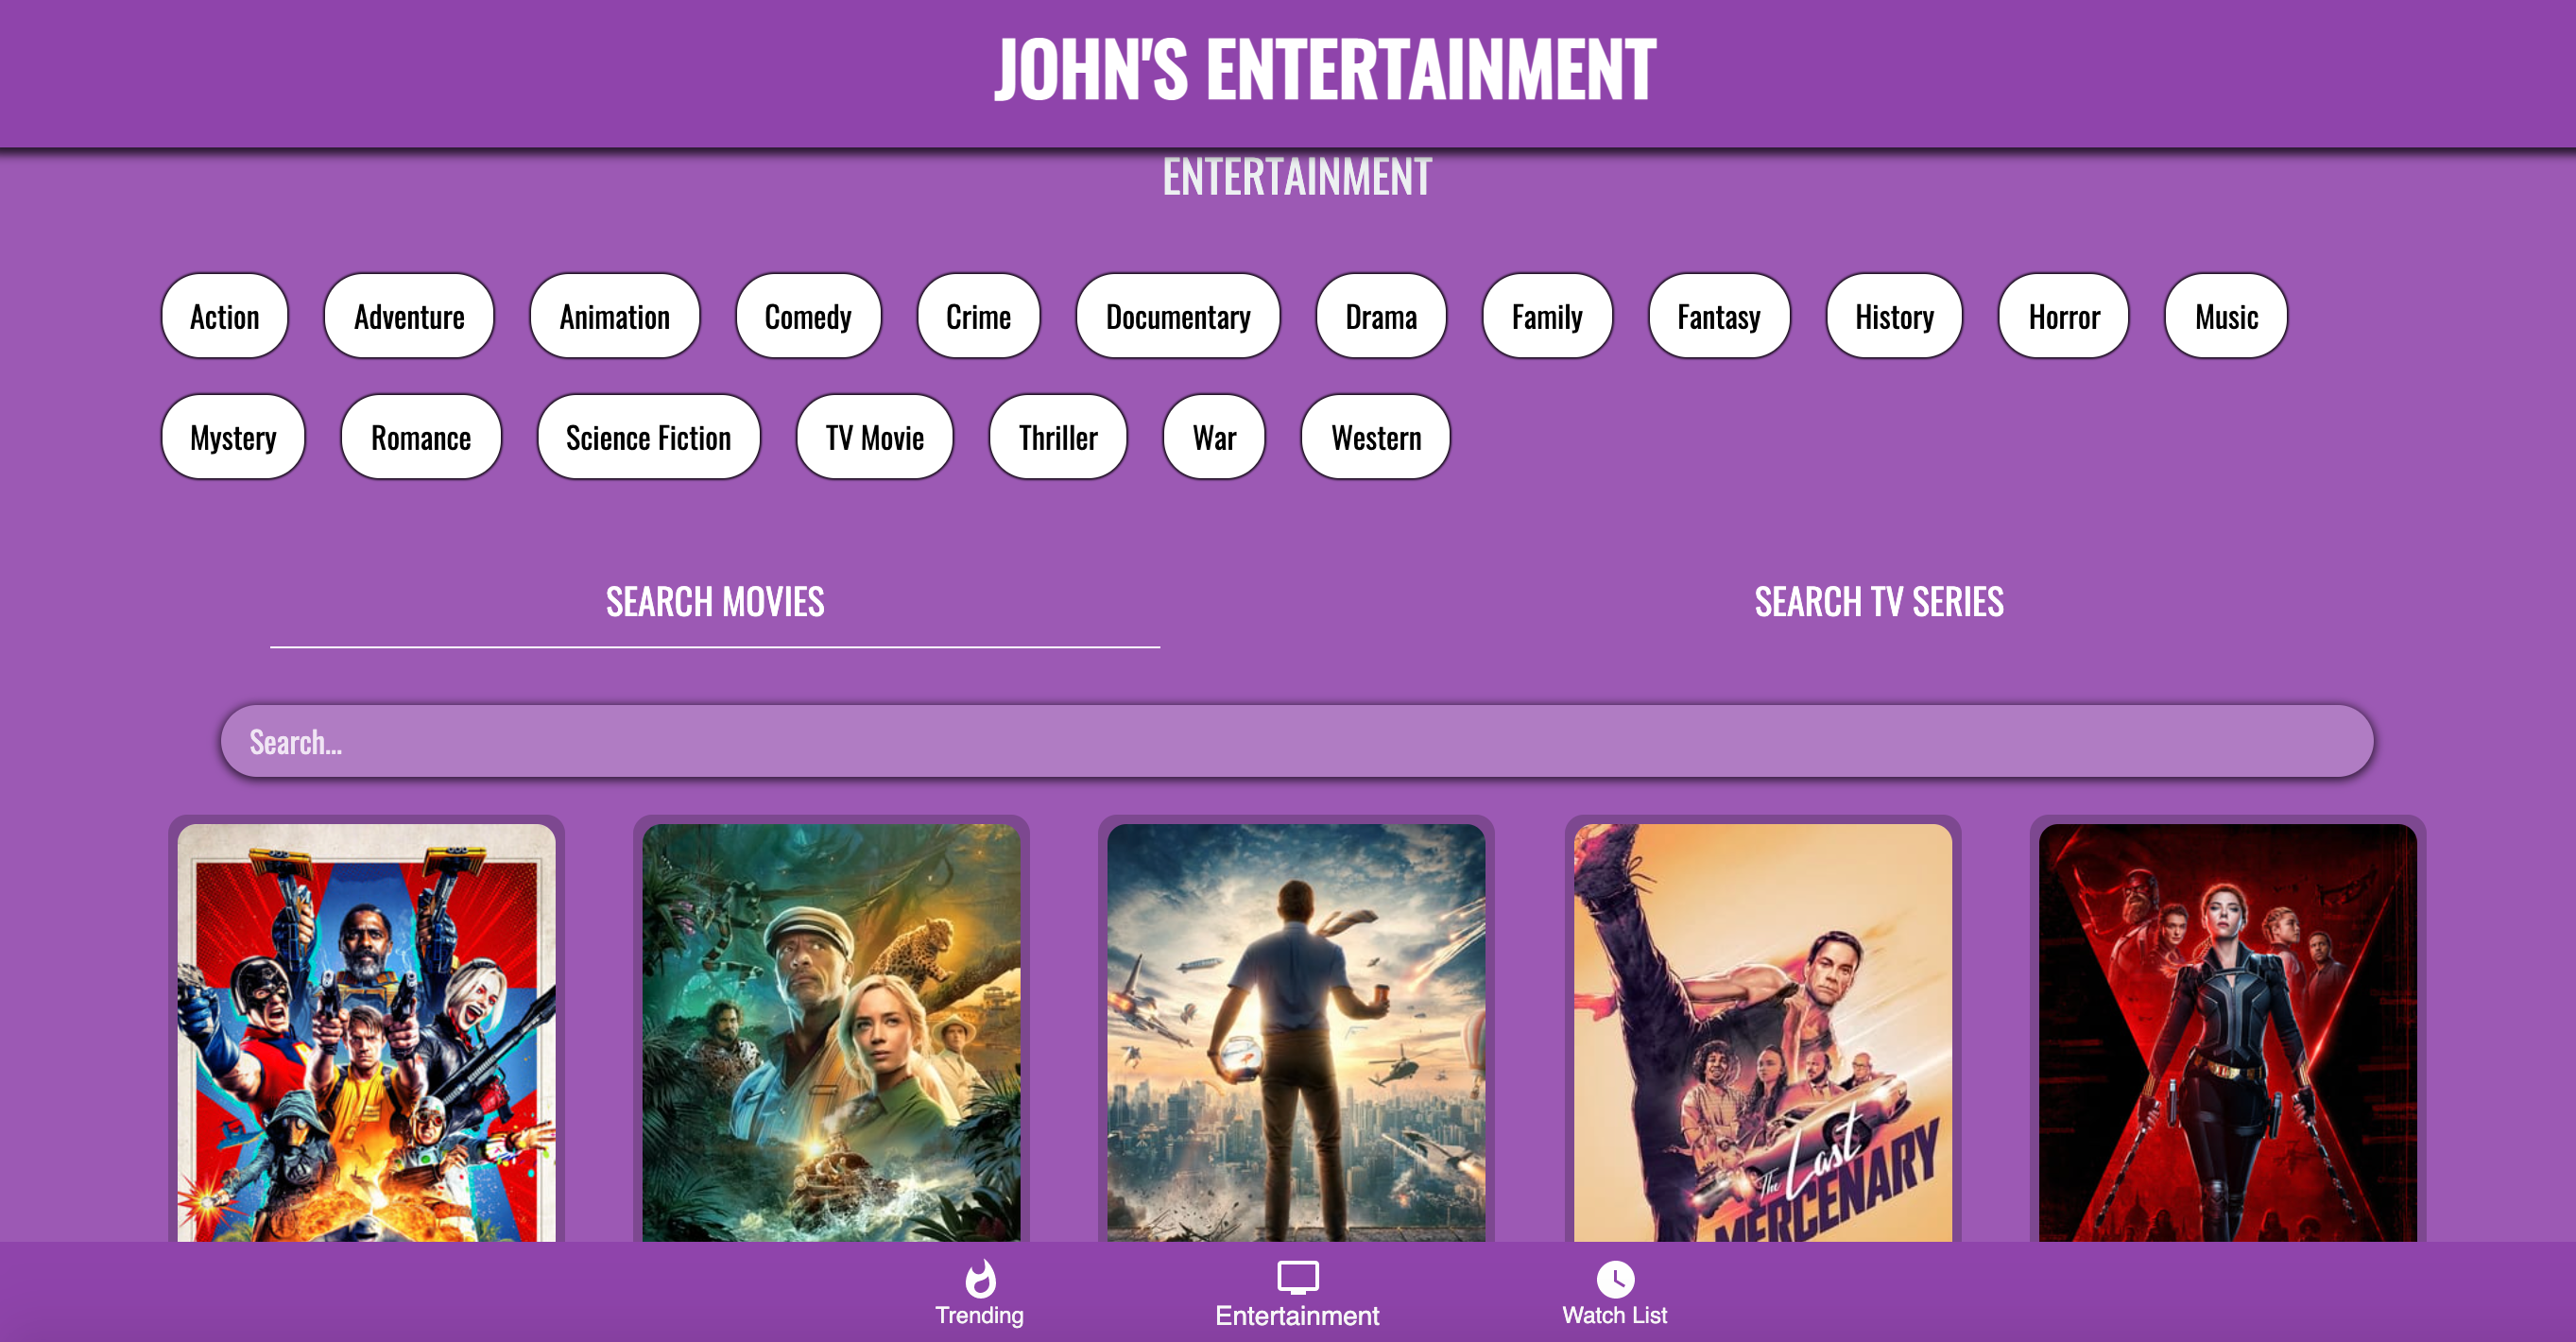 JOHN'S ENTERTAINMENT
ENTERTAINMENT
Action Adventure Animation Comedy Crime Documentary Drama Family Fantasy History Horror Music
Mystery Romance Science Fiction TV Movie Thriller War Western
SEARCH MOVIES SEARCH TV SERIES
Search...
The Last
MERCENARY
Trending Entertainment Watch List